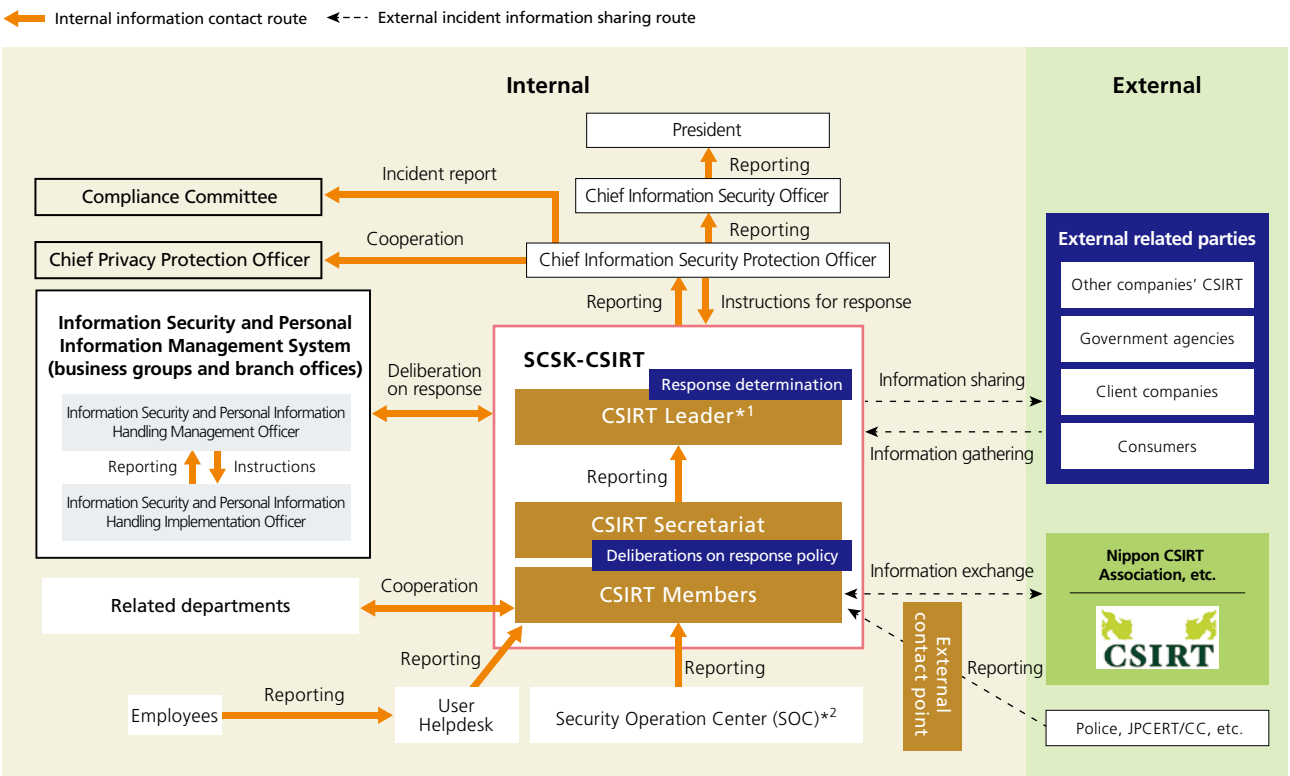 Internal information contact route
External incident information sharing route
Internal
External
President
Reporting
Chief Information Security Officer
Reporting
Incident report
Compliance Committee
Cooperation
Chief Privacy Protection Officer
Chief Information Security Protection Officer
Reporting
Instructions for response
Information Security and Personal
Information Management System
(business groups and branch offices)
Information Security and Personal Information
Handling Management Officer
Reporting
Instructions
Information Security and Personal Information
Handling Implementation Officer
Deliberation
on response
SCSK-CSIRT
Response determination
CSIRT Leader*1
Reporting
CSIRT Secretariat
Deliberations on response policy
CSIRT Members
Related departments
Cooperation
Reporting
Reporting
Employees
Reporting
User
Helpdesk
Security Operation Center (SOC)*2
Information sharing
Information gathering
Information exchange
External
contact point
Reporting
External related parties
Other companies’ CSIRT
Government agencies
Client companies
Consumers
Nippon CSIRT
Association, etc.
CSIRT
Police, JPCERT/CC, etc.